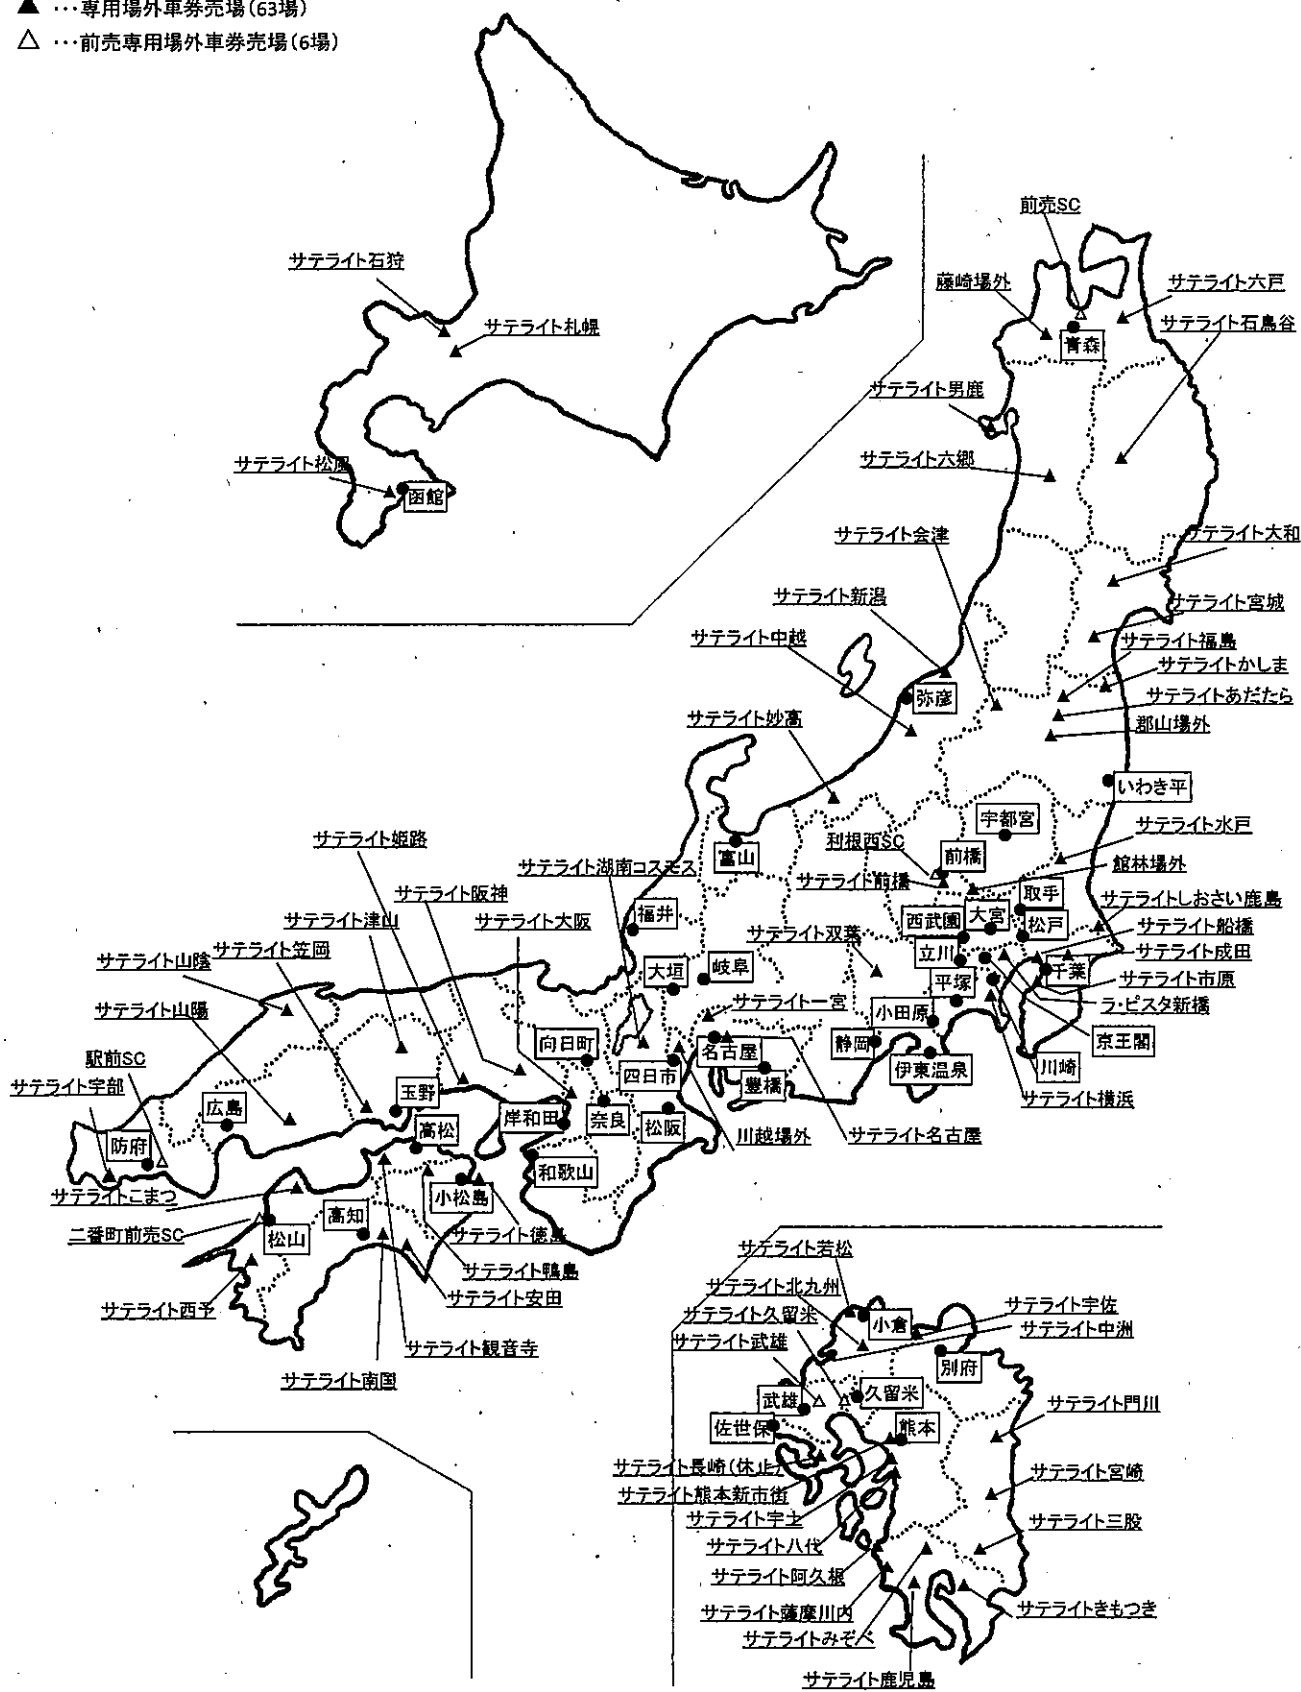 ▲ …専用場外車券売場(63場)
△ …前売専用場外車券売場(6場)
前売SC
サテライト石狩
藤崎場外
サテライト六戸
サテライト札幌
サテライト石鳥谷
青森
サテライト男鹿
サテライト松風
サテライト六郷
函館
サテライト会津
サテライト大和
サテライト新潟
サテライト宮城
サテライト中越
サテライト福島
サテライトかしま
弥彦
サテライトあだたら
サテライト妙高
郡山場外
いわき平
宇都宮
サテライト水戸
サテライト姫路
利根西SC
前橋
館林場外
富山
サテライト湖南コスモス
サテライト前橋
取手
サテライト阪神
サテライトしおさい鹿島
福井
大宮
サテライト津山
サテライト大阪
西武園
松戸
サテライト船橋
サテライト双葉
サテライト笠岡
立川
サテライト成田
サテライト山陰
大垣
岐阜
千葉
サテライト市原
平塚
サテライト一宮
ラ・ピスタ新橋
サテライト山陽
小田原
向日町
名古屋
静岡
京王閣
駅前SC
四日市
伊東温泉
川崎
サテライト宇部
豊橋
玉野
サテライト横浜
広島
岸和田
奈良
松阪
高松
川越場外
サテライト名古屋
防府
和歌山
サテライトこまつ
小松島
高知
二番町前売SC
松山
サテライト徳島
サテライト若松
サテライト鴨島
サテライト北九州
サテライト安田
サテライト西予
サテライト久留米
サテライト宇佐
小倉
サテライト中洲
サテライト武雄
サテライト観音寺
別府
サテライト南国
武雄
久留米
サテライト門川
佐世保
熊本
サテライト長崎(休止)
サテライト宮崎
サテライト熊本新市街
サテライト宇土
サテライト三股
サテライト八代
サテライト阿久根
サテライト薩摩川内
サテライトきもつき
サテライトみぞべ
サテライト鹿児島